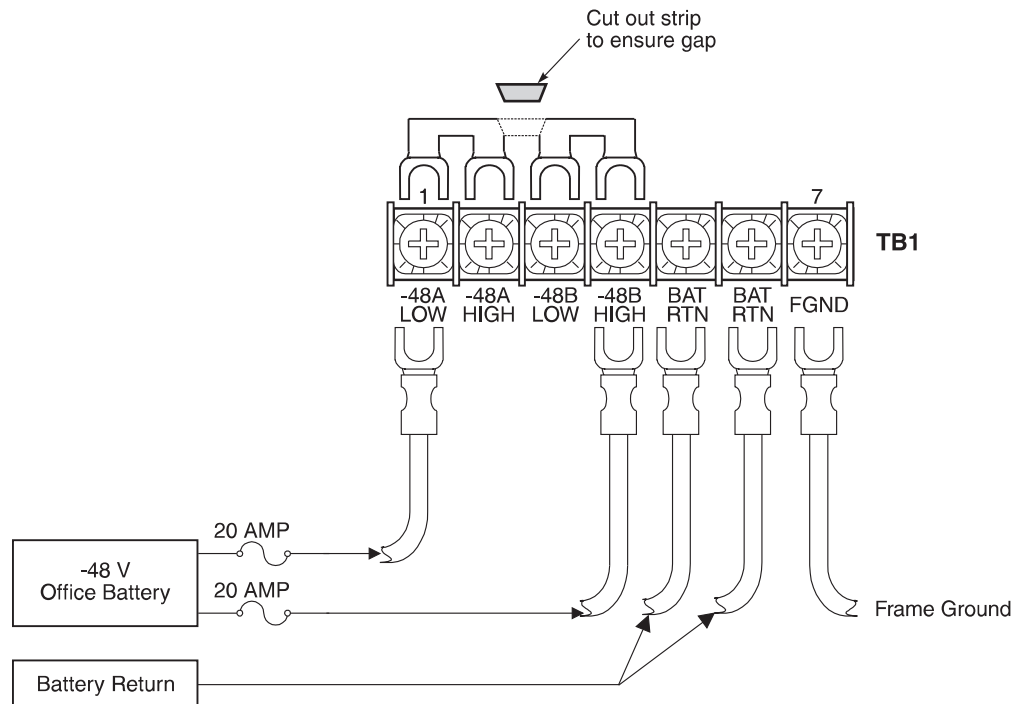 Cut out strip
to ensure gap
1
7
TB1
-48A
LOW
-48A
HIGH
-48B
LOW
-48B
HIGH
BAT
RTN
BAT
RTN
FGND
20 AMP
-48 V
Office Battery
20 AMP
Frame Ground
Battery Return